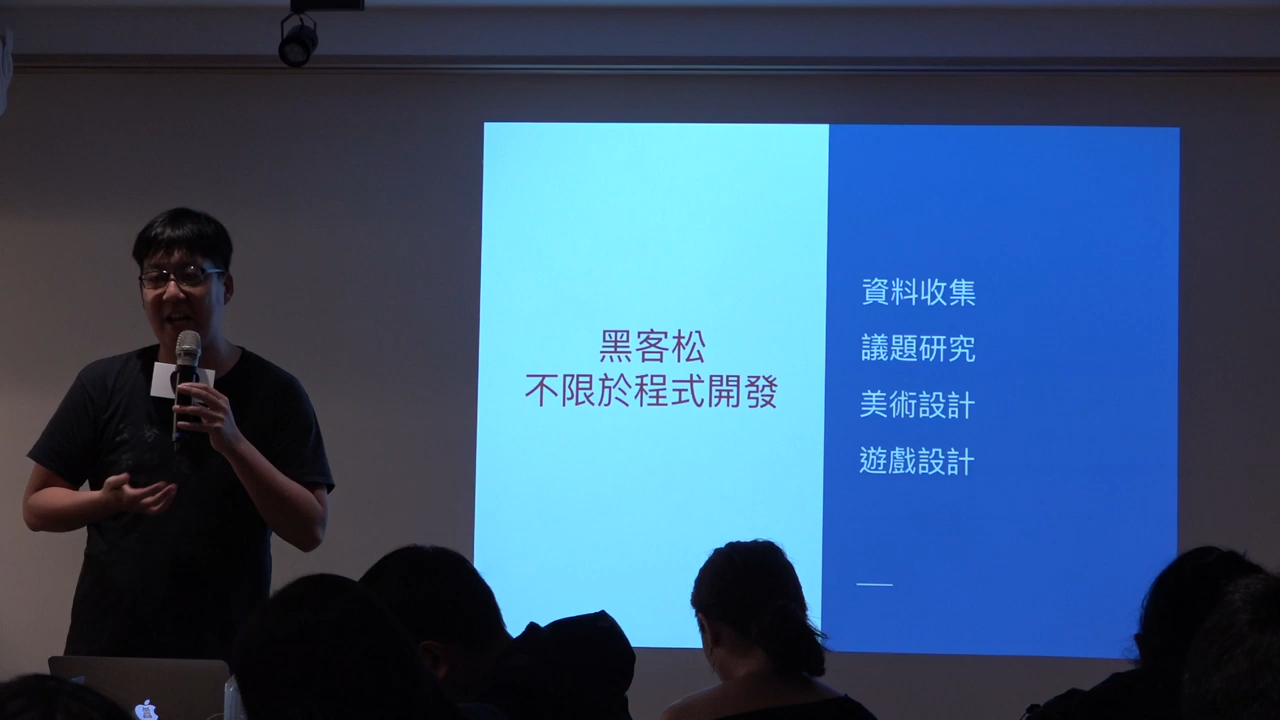 黑客松
不限於程式開發
資料收集
議題研究
美術設計
遊戲設計